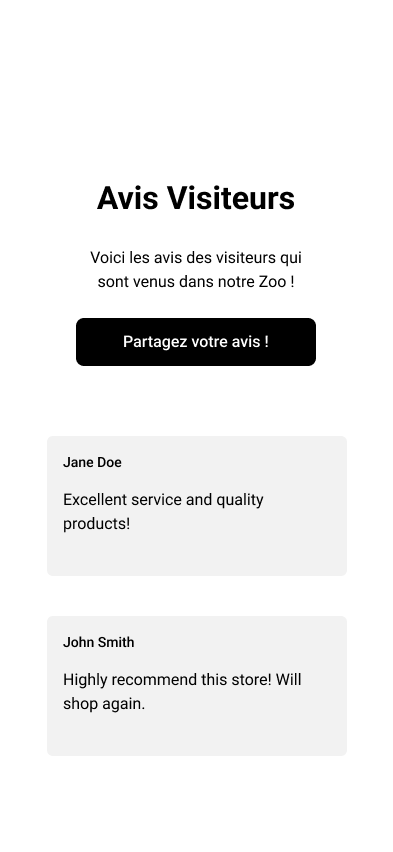 Avis Visiteurs
Voici les avis des visiteurs qui
sont venus dans notre Zoo !
Partagez votre avis !
Jane Doe
Excellent service and quality
products!
John Smith
Highly recommend this store! Will
shop again.